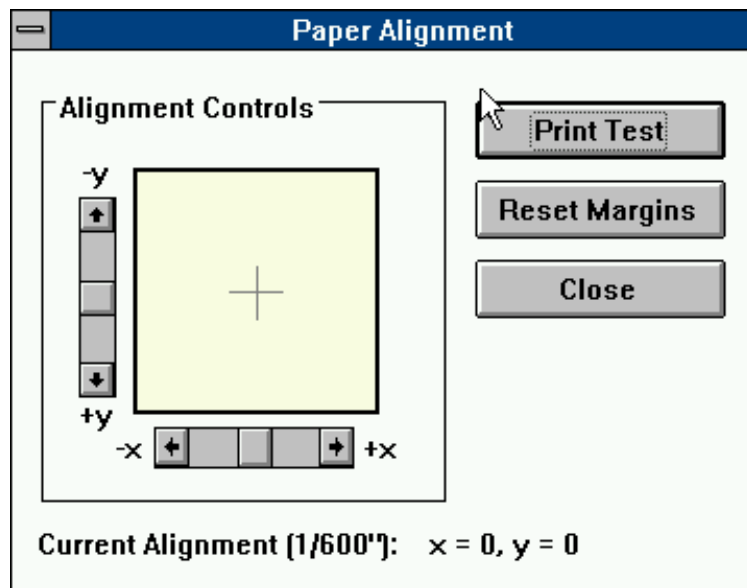 Paper Alignment
Alignment Controls
-y
+y
-x
+x
Print Test
Reset Margins
Close
Current Alignment (1/600"): x = 0, y = 0